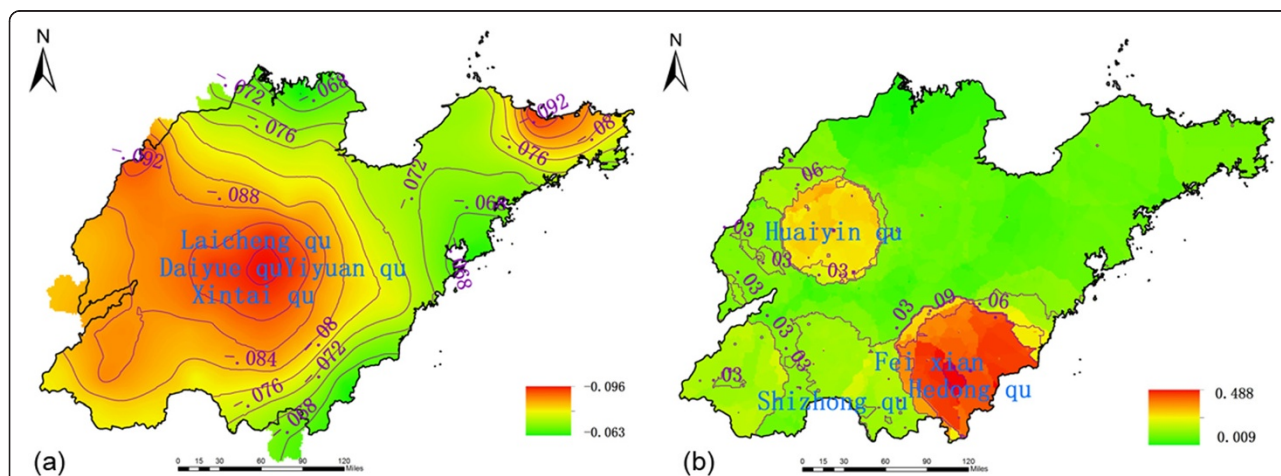 N
-.072
-.068
-.076
-.092
-.08
-.076
-.092
-.072
-.088
-.068
Laicheng qu
Daiyue quYiyuan qu
Xintai qu
-.08
-.084
-.072
-.076
-.068
-0.096
-0.063
(a)
0 15 30 60 90 120
Miles
N
.06
Huaiyin qu
.03
.03
.03
.03
.09
.06
.03
.03
.03
Fei xian
Hedong qu
Shizhong qu
0.488
0.009
(b)
0 15 30 60 90 120
Miles